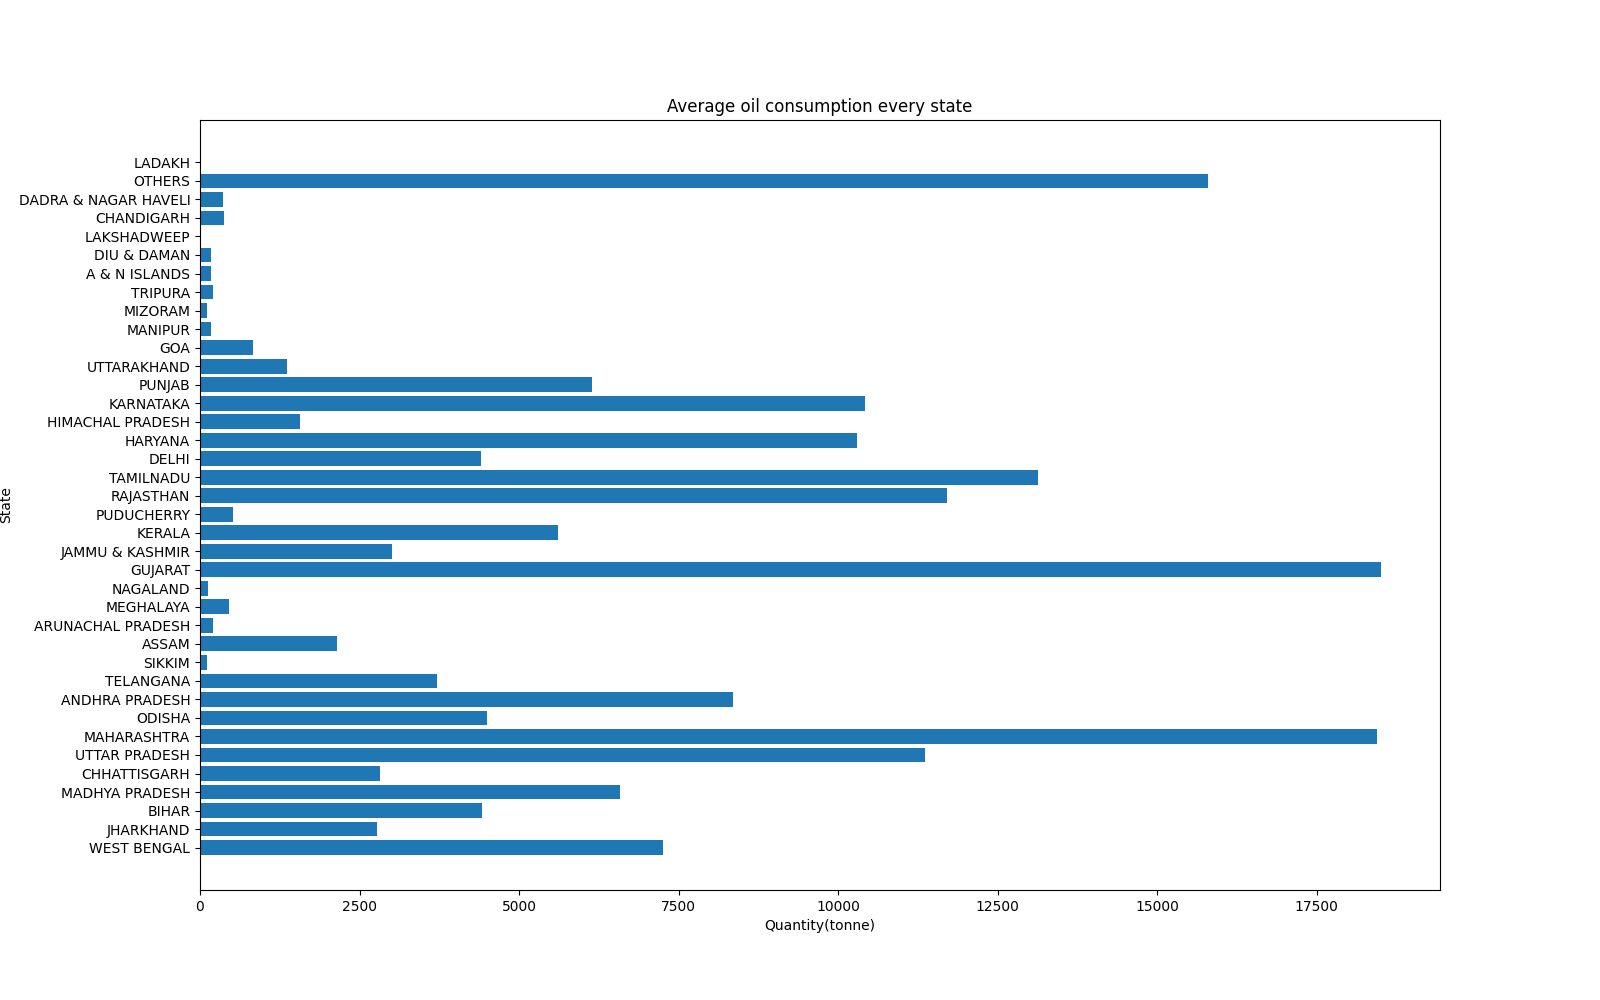 Average oil consumption every state
LADAKH
OTHERS
DADRA & NAGAR HAVELI
CHANDIGARH
LAKSHADWEEP
DIU & DAMAN
A & N ISLANDS
TRIPURA
MIZORAM
MANIPUR
GOA
UTTARAKHAND
PUNJAB
KARNATAKA
HIMACHAL PRADESH
HARYANA
DELHI
TAMILNADU
RAJASTHAN
PUDUCHERRY
KERALA
JAMMU & KASHMIR
GUJARAT
NAGALAND
MEGHALAYA
ARUNACHAL PRADESH
ASSAM
SIKKIM
TELANGANA
ANDHRA PRADESH
ODISHA
MAHARASHTRA
UTTAR PRADESH
CHHATTISGARH
MADHYA PRADESH
BIHAR
JHARKHAND
WEST BENGAL
State
0 2500 5000 7500 10000 12500 15000 17500
Quantity(tonne)